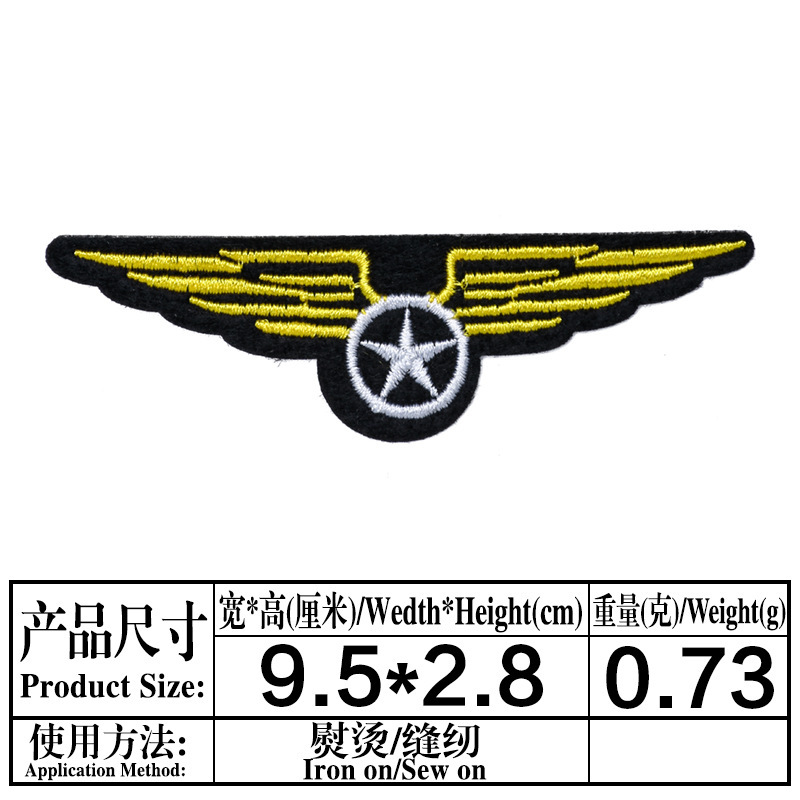 产品尺寸
Product Size:
宽*高(厘米)/Wedth*Height(cm)
9.5*2.8
重量(克)/Weight(g)
0.73
使用方法:
Application Method:
熨烫/缝纫
Iron on/Sew on